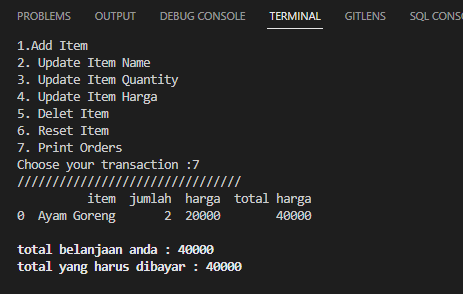 PROBLEMS OUTPUT DEBUG CONSOLE TERMINAL GITLENS SQL CONSO
1.Add Item
2. Update Item Name
3. Update Item Quantity
4. Update Item Harga
5. Delet Item
6. Reset Item
7. Print Orders
Choose your transaction :7
////////////////////////////////
item jumlah harga total harga
0 Ayam Goreng 2 20000 40000
total belanjaan anda : 40000
total yang harus dibayar : 40000